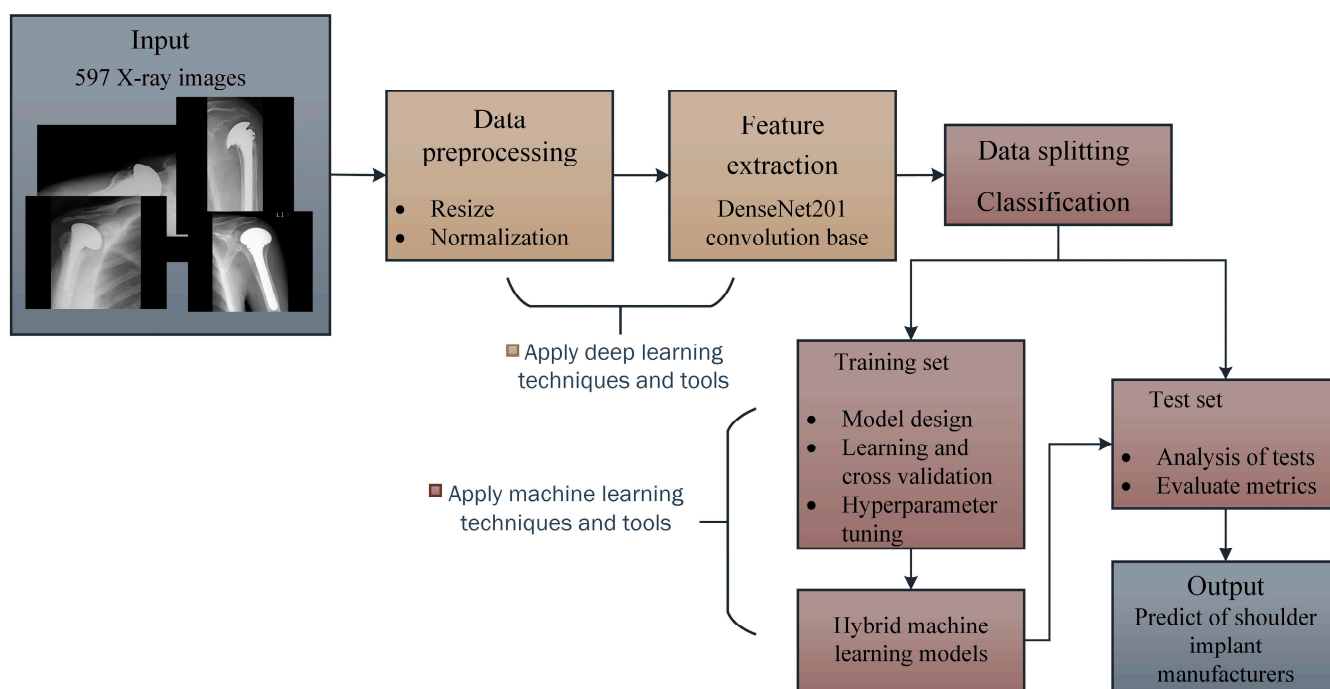 Input
597 X-ray images
Data
preprocessing
• Resize
• Normalization
Feature
extraction
DenseNet201
convolution base
Data splitting
Classification
Apply deep learning
techniques and tools
Training set
• Model design
• Learning and
cross validation
• Hyperparameter
tuning
Apply machine learning
techniques and tools
Hybrid machine
learning models
Test set
• Analysis of tests
• Evaluate metrics
Output
Predict of shoulder
implant
manufacturers